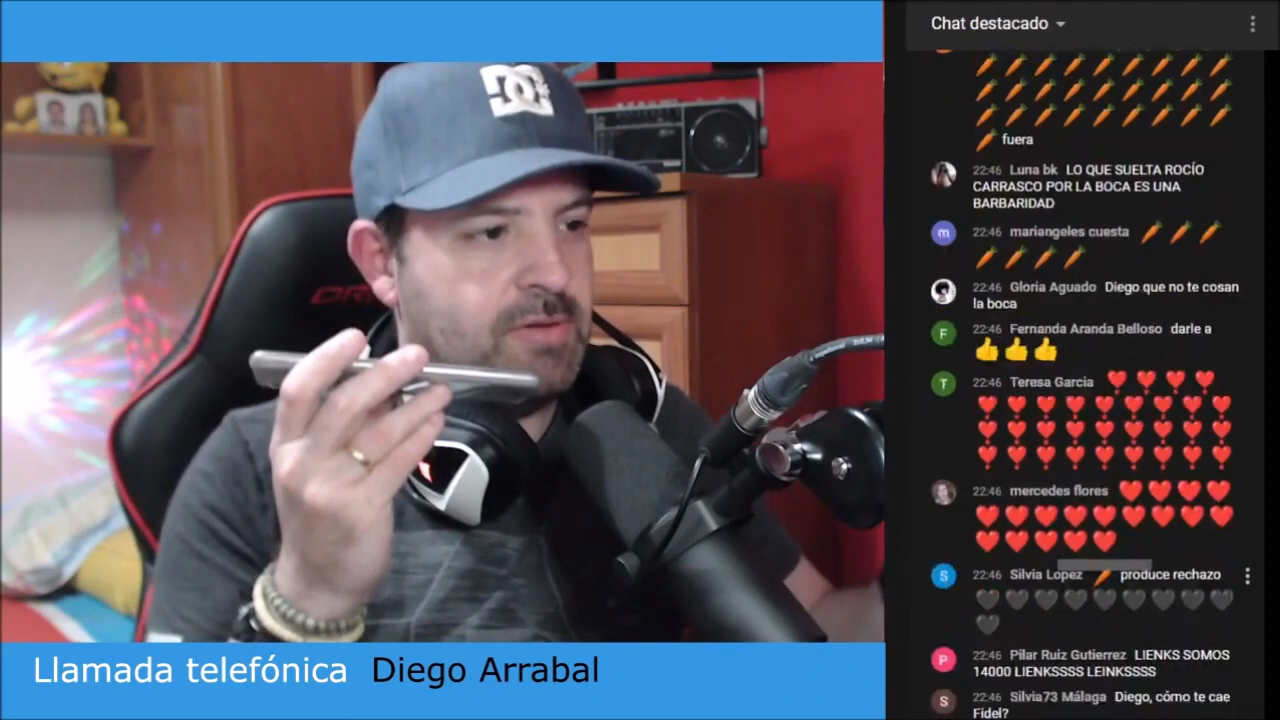 Chat destacado
fuera
22:46 Luna bk LO QUE SUELTA ROCÍO
CARRASCO POR LA BOCA ES UNA
BARBARIDAD
22:46 mariangeles cuesta
22:46 Gloria Aguado Diego que no te cosan
la boca
22:46 Fernanda Aranda Belloso darle a
22:46 Teresa Garcia
22:46 mercedes flores
22:46 Silvia Lopez produce rechazo
22:46 Pilar Ruiz Gutierrez LIENKS SOMOS
14000 LIENKSSSS LEINKSSSS
22:46 Silvia73 Málaga Diego, cómo te cae
Fidel?
m
F
T
S
P
S
DC
Llamada telefónica Diego Arrabal